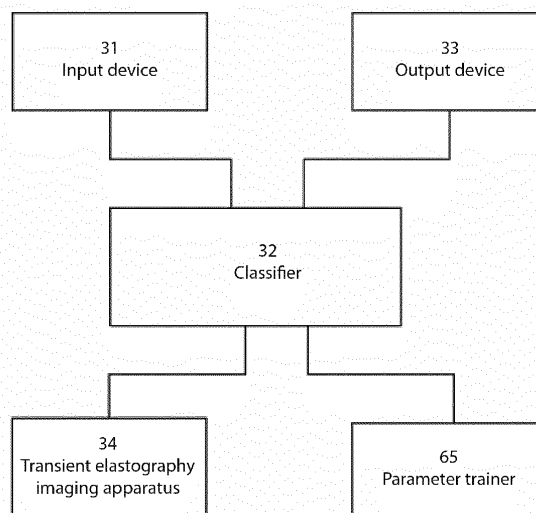 31
Input device
33
Output device
32
Classifier
34
Transient elastography
imaging apparatus
65
Parameter trainer